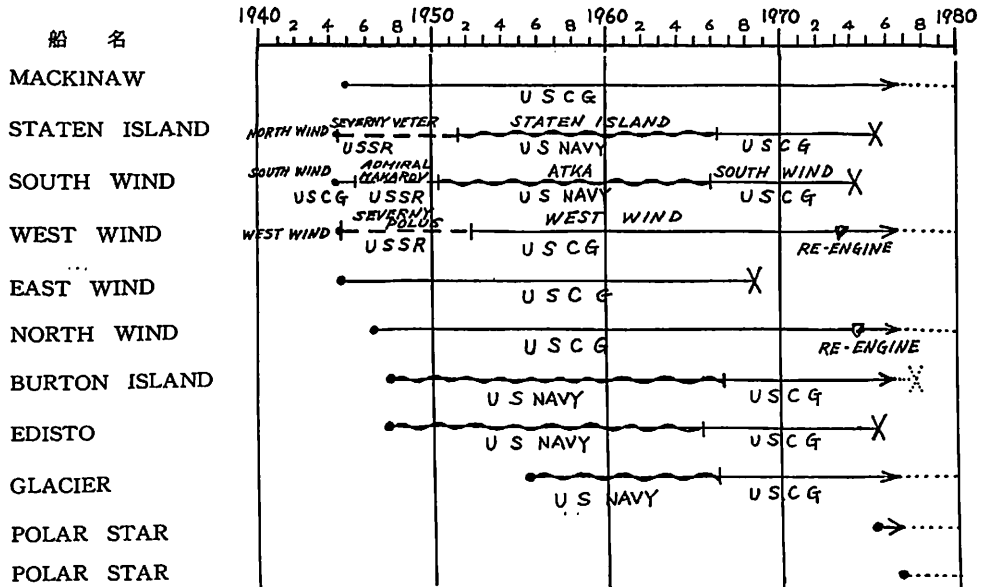 1940 1950 1960 1970 1980
2 4 6 8 2 4 6 8 2 4 6 8 2 4 6 8
船 名
MACKINAW
USCG
STATEN ISLAND NORTH WIND SEVERNY VETER STATEN ISLAND
USSR US NAVY USCG
SOUTH WIND SOUTH WIND ADMIRAL MAKAROV ATKA SOUTH WIND
USCG USSR US NAVY USCG
WEST WIND WEST WIND SEVERNY POLUS WEST WIND
USSR USCG RE-ENGINE
EAST WIND
USCG
NORTH WIND
USCG RE-ENGINE
BURTON ISLAND
US NAVY USCG
EDISTO
US NAVY USCG
GLACIER
US NAVY USCG
POLAR STAR
POLAR STAR